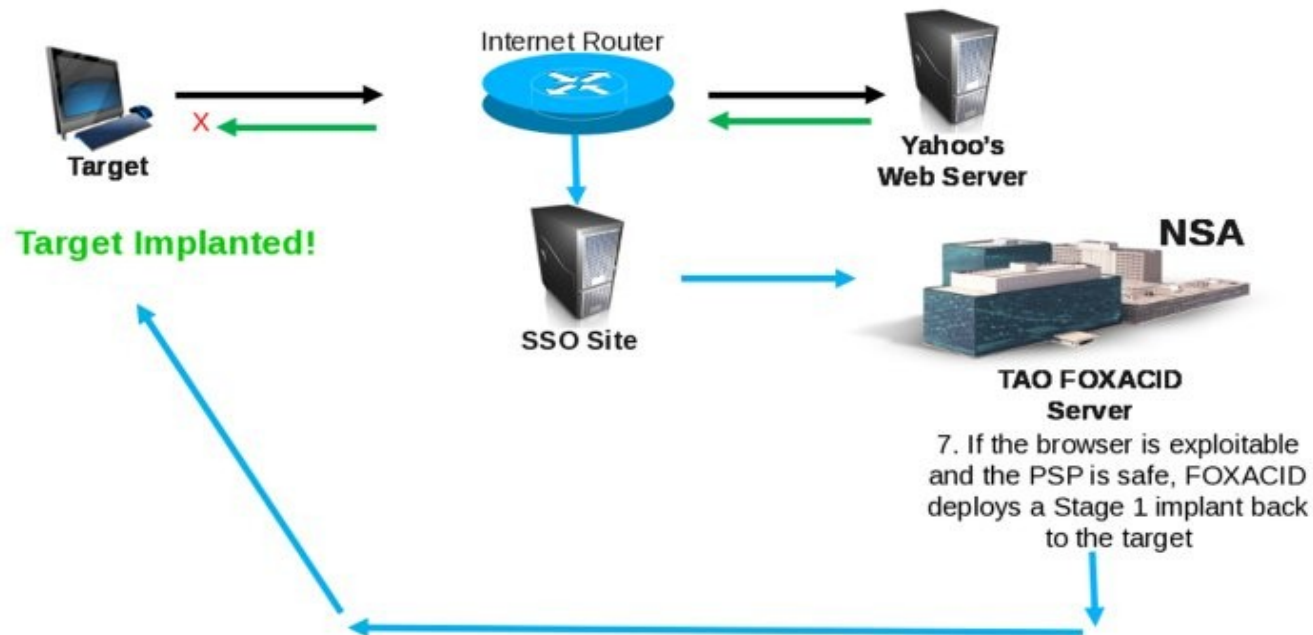 Internet Router
X
Target
Yahoo's
Web Server
Target Implanted!
SSO Site
NSA
TAO FOXACID
Server
7. If the browser is exploitable
and the PSP is safe, FOXACID
deploys a Stage 1 implant back
to the target